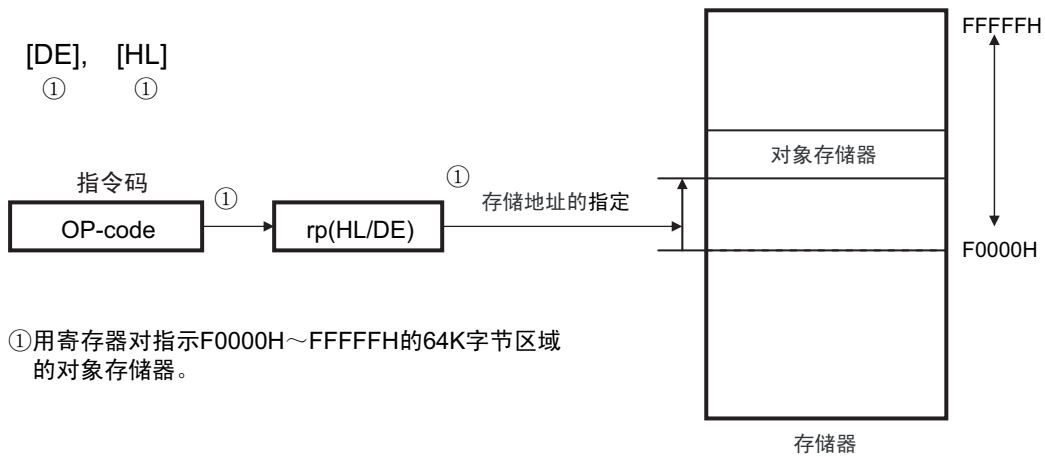 FFFFFH
[DE], [HL]
① ①
对象存储器
指令码
①
①
存储地址的指定
OP-code
rp(HL/DE)
F0000H
①用寄存器对指示F0000H～FFFFFH的64K字节区域
的对象存储器。
存储器